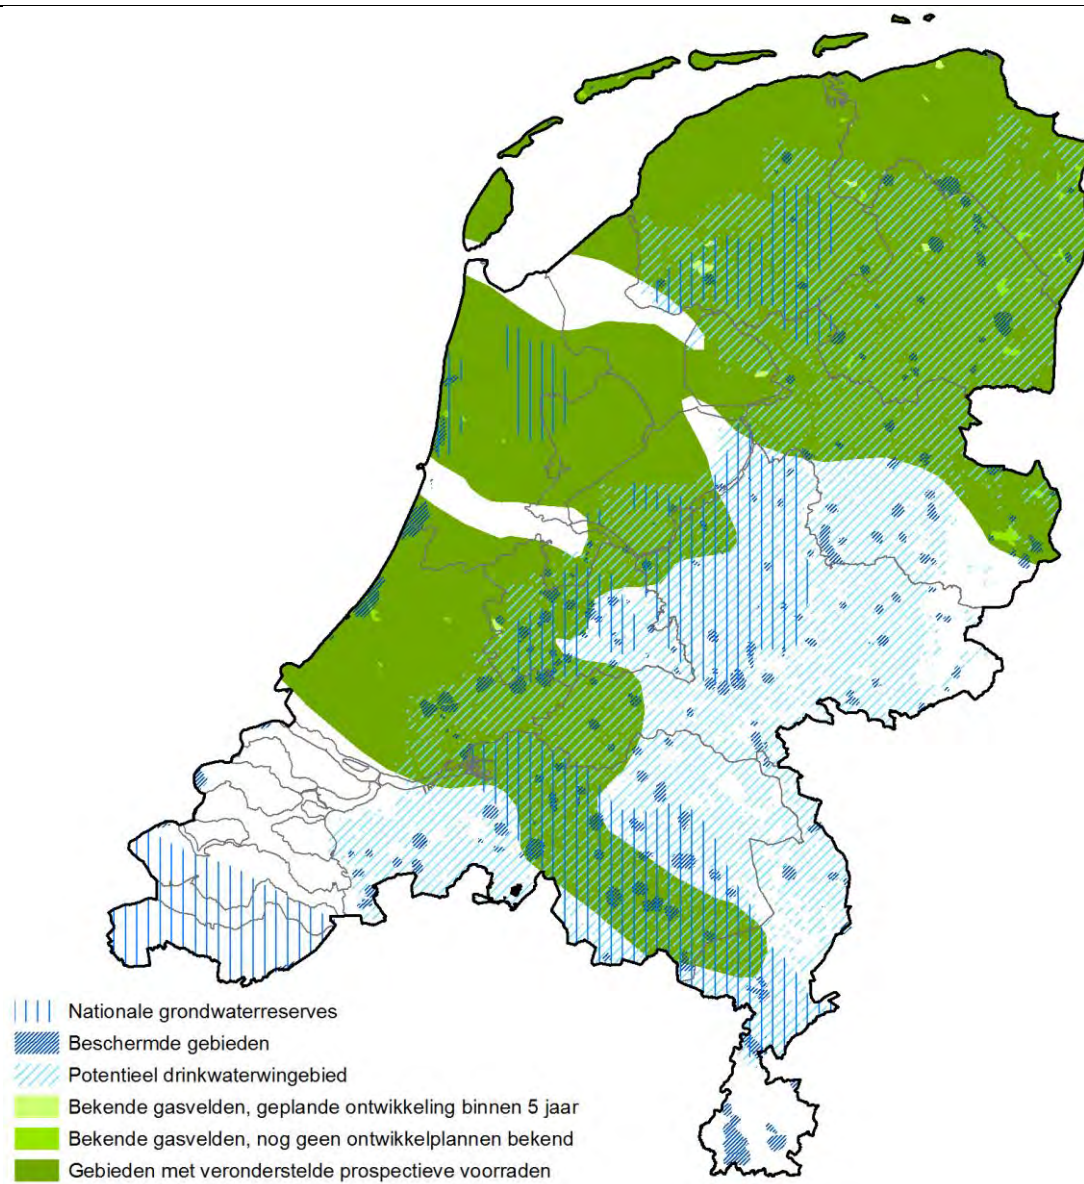 Nationale grondwaterreserves
Beschermde gebieden
Potentieel drinkwaterwingebied
Bekende gasvelden, geplande ontwikkeling binnen 5 jaar
Bekende gasvelden, nog geen ontwikkelplannen bekend
Gebieden met veronderstelde prospectieve voorraden